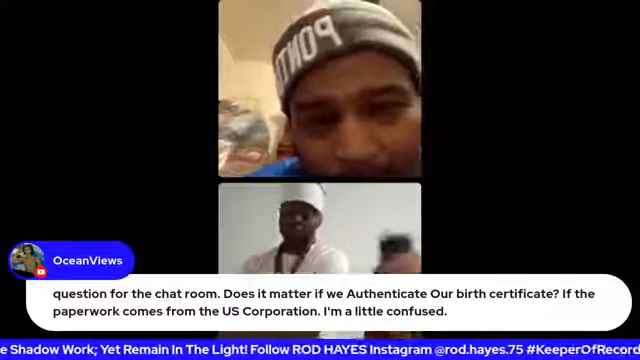 OceanViews
question for the chat room. Does it matter if we Authenticate Our birth certificate? If the
paperwork comes from the US Corporation. I'm a little confused.
e Shadow Work; Yet Remain In The Light! Follow ROD HAYES Instagram @rod.hayes.75 #KeeperOfRecord